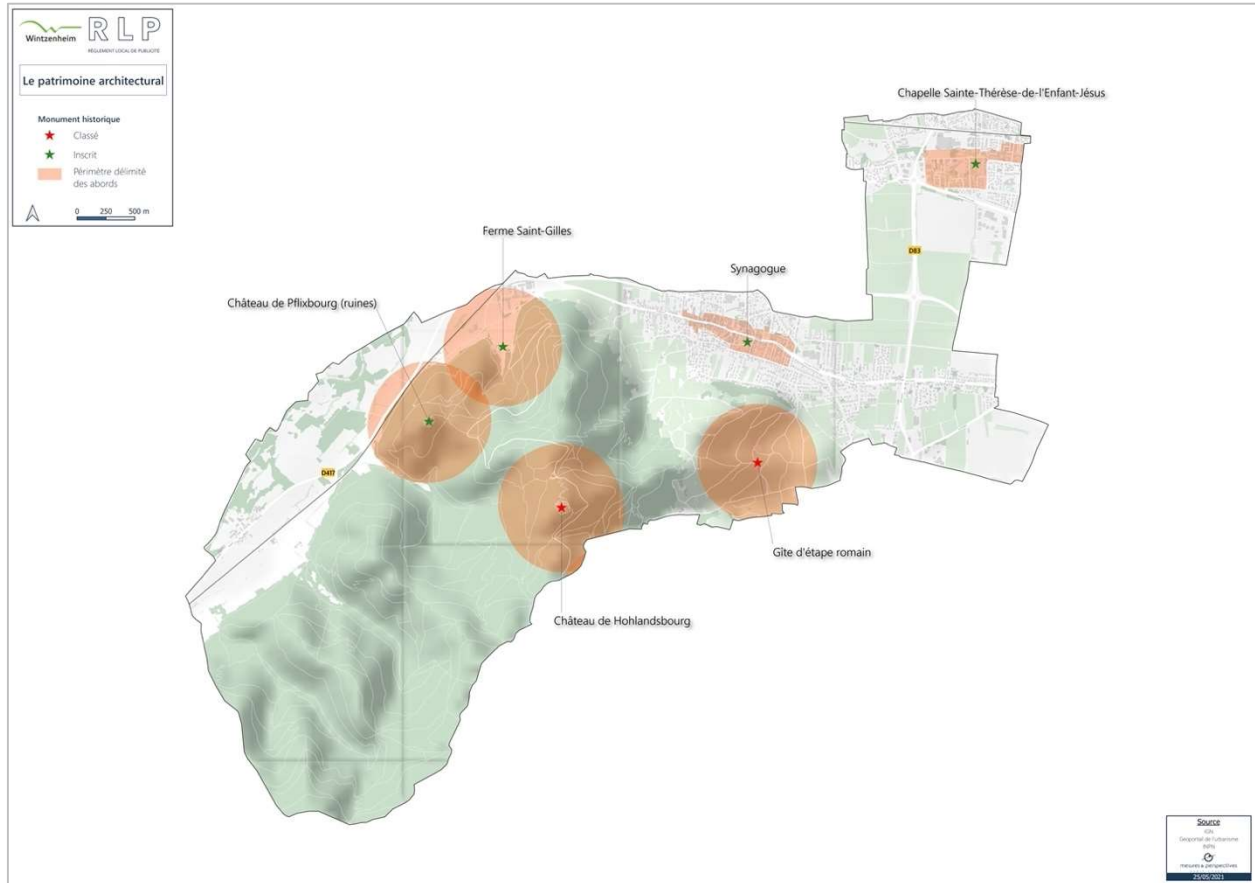 Wintzenheim
RLP
RÈGLEMENT LOCAL DE PUBLICITÉ
Le patrimoine architectural
Monument historique
Classé
Inscrit
Périmètre délimité
des abords
0 250 500 m
Chapelle Sainte-Thérèse-de-l'Enfant-Jésus
Ferme Saint-Gilles
D83
Synagogue
Château de Pflixbourg (ruines)
D417
Gîte d'étape romain
Château de Hohlandsbourg
Source
IGN
Géoportail de l'urbanisme
INPN
mesures & perspectives
25/05/2021